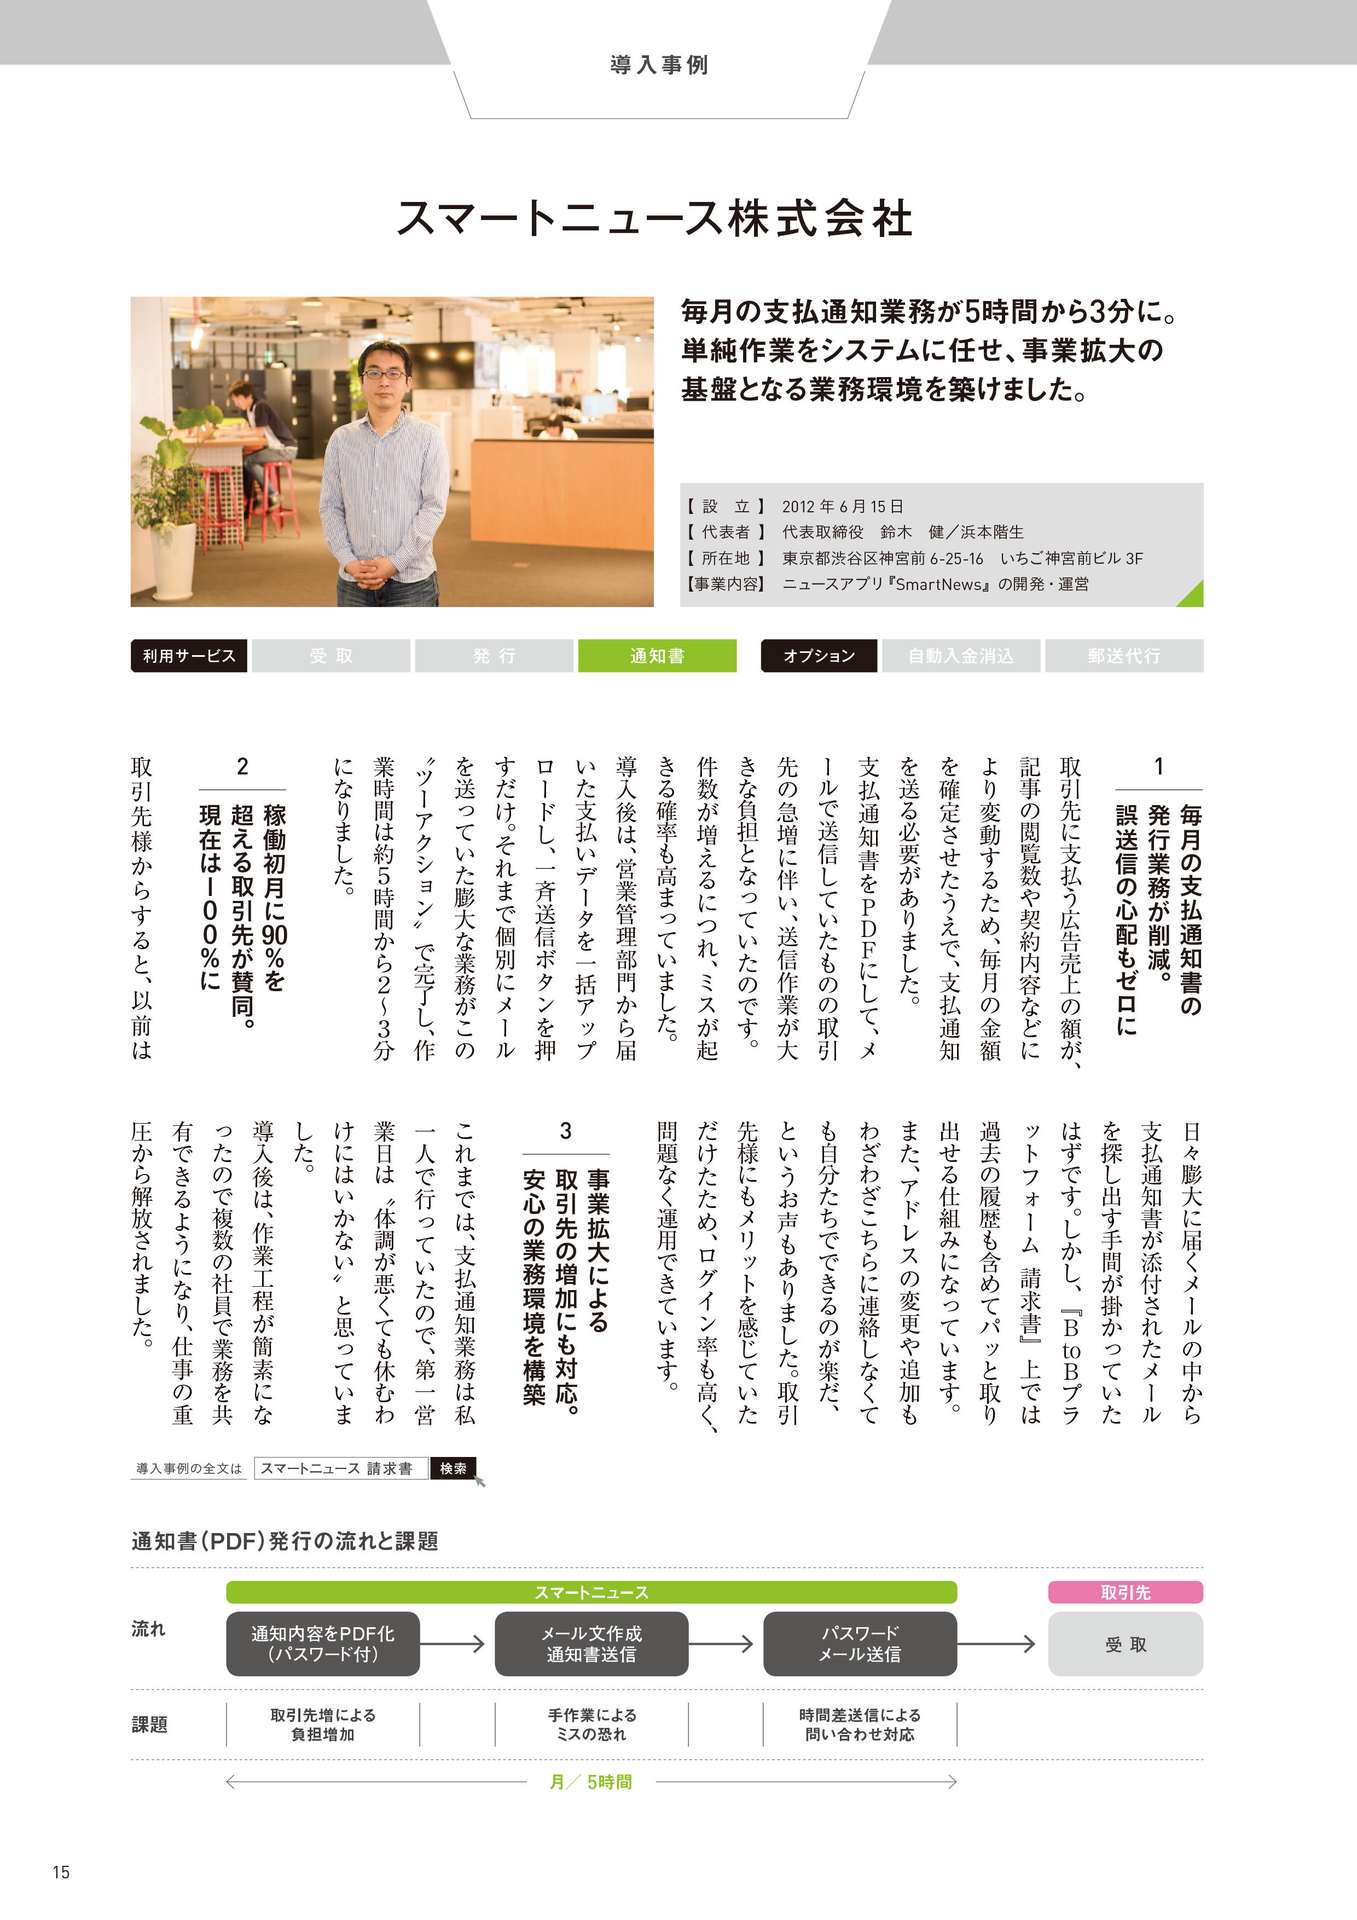 導入事例
スマートニュース株式会社
毎月の支払通知業務が5時間から3分に。
単純作業をシステムに任せ、事業拡大の
基盤となる業務環境を築けました。
【 設　立 】　2012年6月15日
【 代表者 】　代表取締役　鈴木　健／浜本階生
【 所在地 】　東京都渋谷区神宮前6-25-16　いちご神宮前ビル3F
【事業内容】　ニュースアプリ『SmartNews』の開発・運営
利用サービス　受 取　発 行　通知書　オプション　自動入金消込　郵送代行
1
毎月の支払通知書の
発行業務が削減。
誤送信の心配もゼロに
取引先に支払う広告売上の額が、
記事の閲覧数や契約内容などに
より変動するため、毎月の金額
を確定させたうえで、支払通知
を送る必要がありました。
支払通知書をPDFにして、メ
ールで送信していたものの取引
先の急増に伴い、送信作業が大
きな負担となっていたのです。
件数が増えるにつれ、ミスが起
きる確率も高まっていました。
導入後は、営業管理部門から届
いた支払いデータを一括アップ
ロードし、一斉送信ボタンを押
すだけ。それまで個別にメール
を送っていた膨大な業務がこの
〝ツーアクション〟で完了し、作
業時間は約5時間から2～3分
になりました。
2
稼働初月に90%を
超える取引先が賛同。
現在は100%に
取引先様からすると、以前は
日々膨大に届くメールの中から
支払通知書が添付されたメール
を探し出す手間が掛かっていた
はずです。しかし、『BtoBプラ
ットフォーム 請求書』上では
過去の履歴も含めてパッと取り
出せる仕組みになっています。
また、アドレスの変更や追加も
わざわざこちらに連絡しなくて
も自分たちでできるのが楽だ、
というお声もありました。取引
先様にもメリットを感じていた
だけたため、ログイン率も高く、
問題なく運用できています。
3
事業拡大による
取引先の増加にも対応。
安心の業務環境を構築
これまでは、支払通知業務は私
一人で行っていたので、第一営
業日は〝体調が悪くても休むわ
けにはいかない〟と思っていま
した。
導入後は、作業工程が簡素にな
ったので複数の社員で業務を共
有できるようになり、仕事の重
圧から解放されました。
導入事例の全文は　スマートニュース 請求書　検索
通知書（PDF）発行の流れと課題
スマートニュース　取引先
流れ
通知内容をPDF化
（パスワード付）
メール文作成
通知書送信
パスワード
メール送信
受 取
課題
取引先増による
負担増加
手作業による
ミスの恐れ
時間差送信による
問い合わせ対応
月／5時間
15